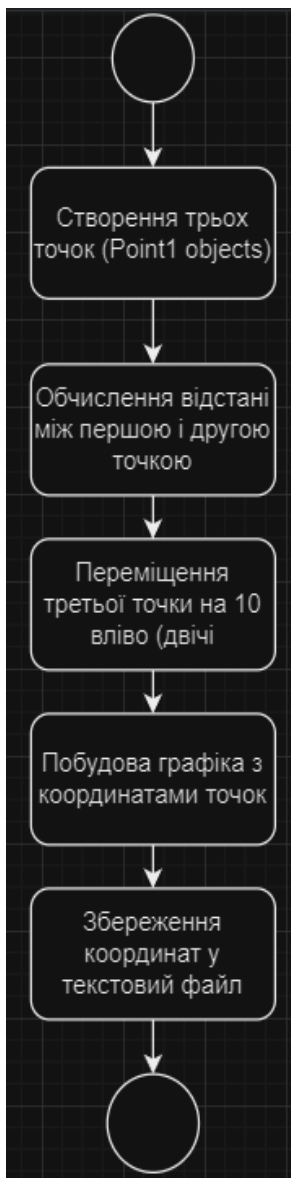 Створення трьох
точок (Point1 objects)
Обчислення відстані
між першою і другою
точкою
Переміщення
третьої точки на 10
вліво (двічі
Побудова графіка з
координатами точок
Збереження
координат у
текстовий файл